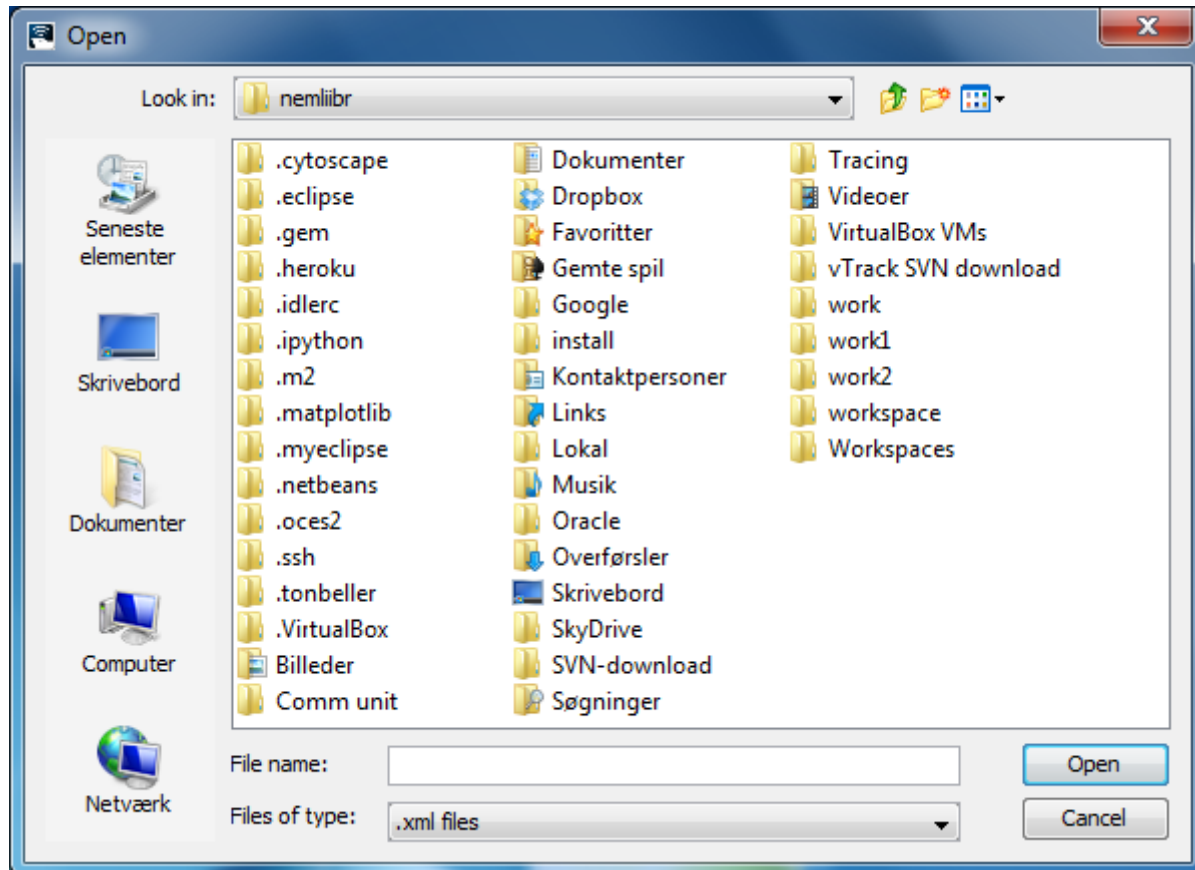 Open
Look in:
nemliibr
Seneste
elementer
Skrivebord
Dokumenter
Computer
Netværk
.cytoscape
.eclipse
.gem
.heroku
.idlerc
.ipython
.m2
.matplotlib
.myeclipse
.netbeans
.oces2
.ssh
.tonbeller
.VirtualBox
Billeder
Comm unit
Dokumenter
Dropbox
Favoritter
Gemte spil
Google
install
Kontaktpersoner
Links
Lokal
Musik
Oracle
Overførsler
Skrivebord
SkyDrive
SVN-download
Søgninger
Tracing
Videoer
VirtualBox VMs
vTrack SVN download
work
work1
work2
workspace
Workspaces
File name:
Open
Files of type:
.xml files
Cancel